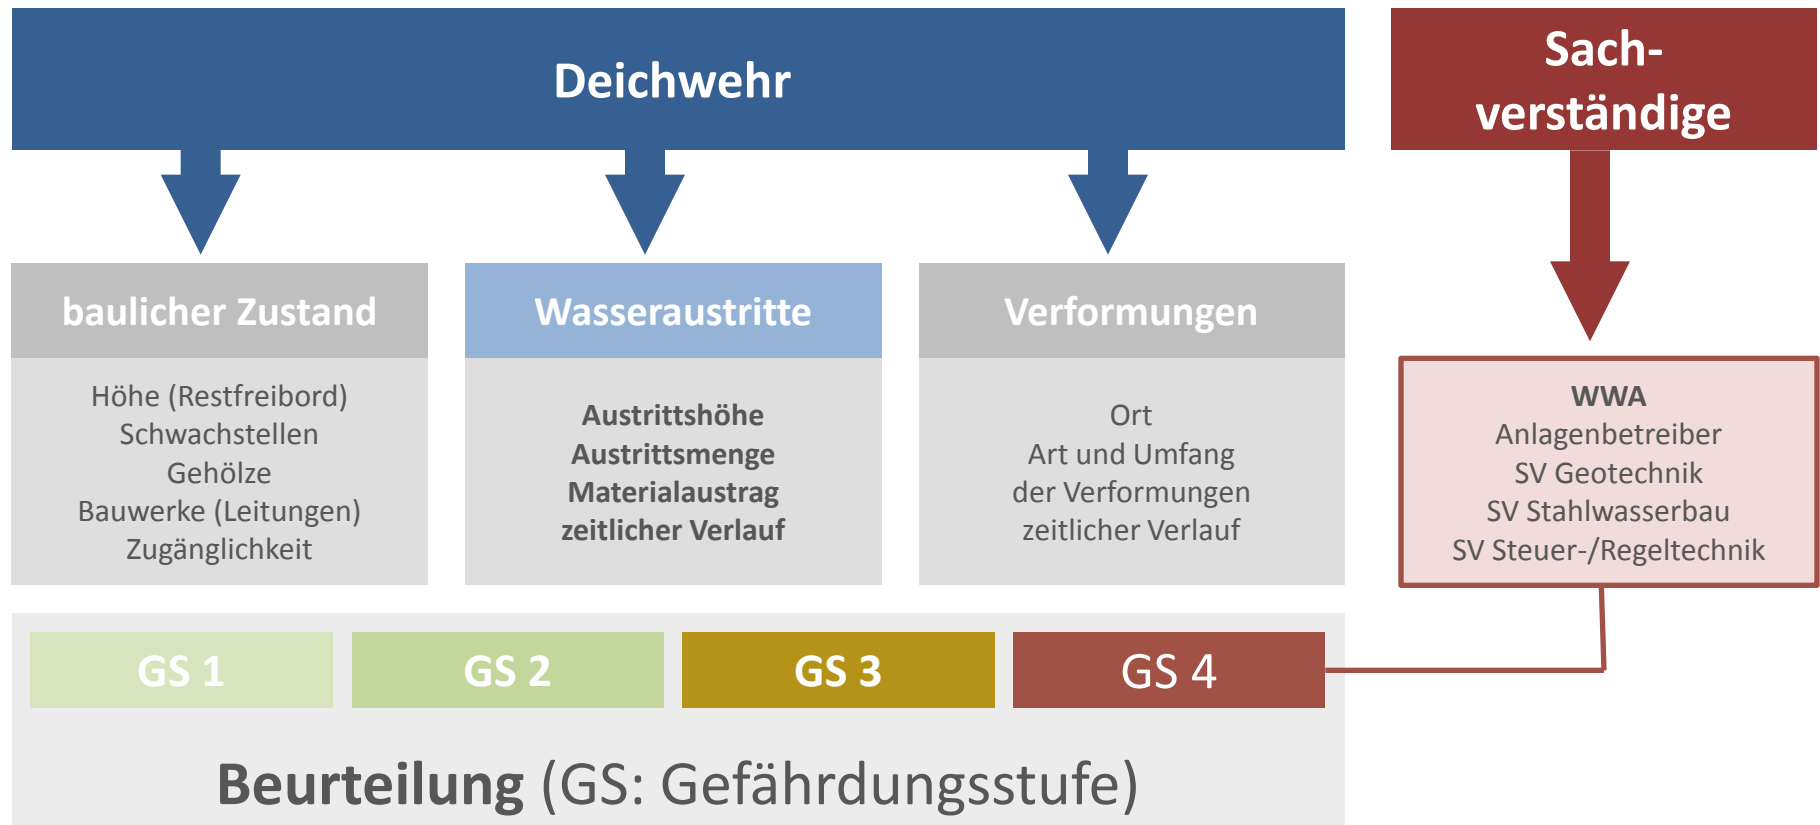 Deichwehr
Sach-
verständige
baulicher Zustand
Höhe (Restfreibord)
Schwachstellen
Gehölze
Bauwerke (Leitungen)
Zugänglichkeit
Wasseraustritte
Austrittshöhe
Austrittsmenge
Materialaustrag
zeitlicher Verlauf
Verformungen
Ort
Art und Umfang
der Verformungen
zeitlicher Verlauf
WWA
Anlagenbetreiber
SV Geotechnik
SV Stahlwasserbau
SV Steuer-/Regeltechnik
GS 1
GS 2
GS 3
GS 4
Beurteilung (GS: Gefährdungsstufe)